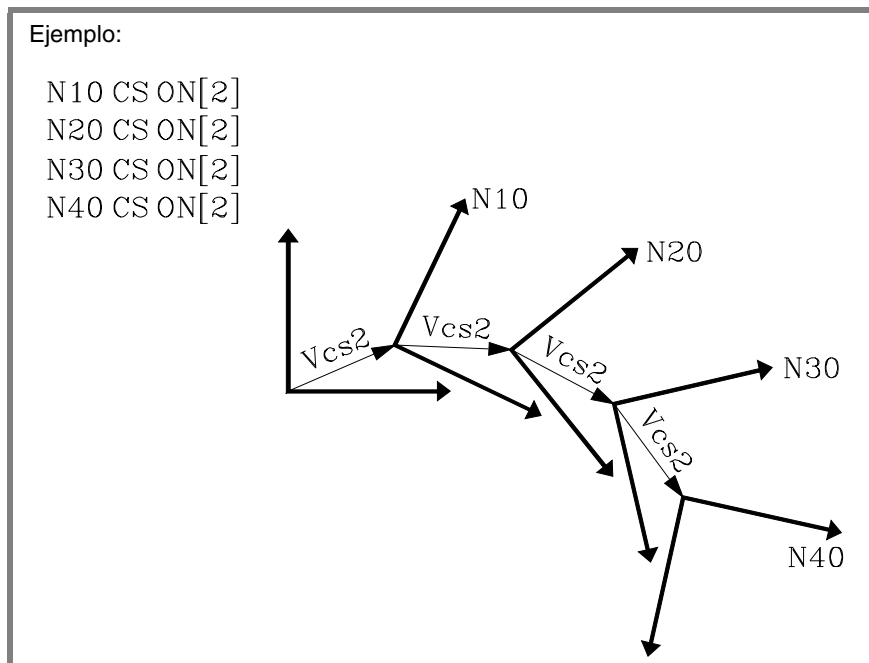 Ejemplo:
N10 CS ON[2]
N20 CS ON[2]
N30 CS ON[2]
N40 CS ON[2]
N10
N20
Vcs2
Vcs2
Vcs2
N30
Vcs2
N40